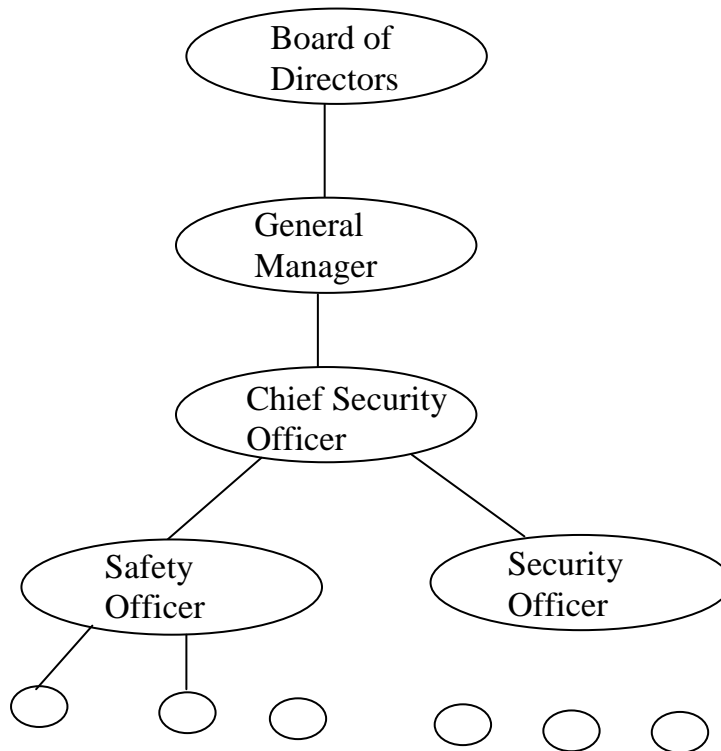 Board of
Directors
General
Manager
Chief Security
Officer
Safety
Officer
Security
Officer